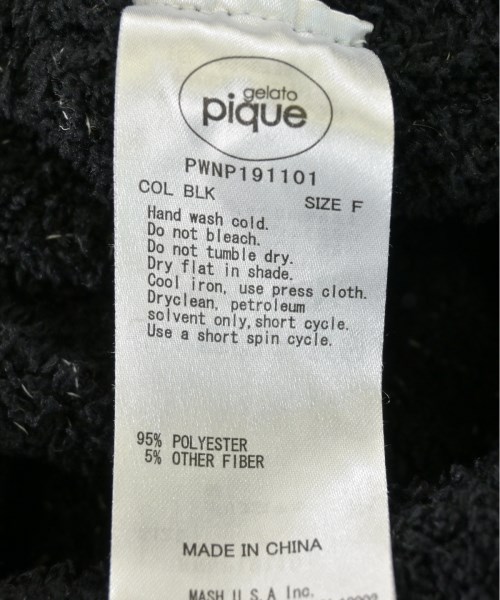 gelato
pique
PWNP191101
COL BLK SIZE F
Hand wash cold.
Do not bleach.
Do not tumble dry.
Dry flat in shade.
Cool iron, use press cloth.
Dryclean, petroleum
solvent only, short cycle.
Use a short spin cycle.
95% POLYESTER
5% OTHER FIBER
MADE IN CHINA
MASH U.S.A Inc.